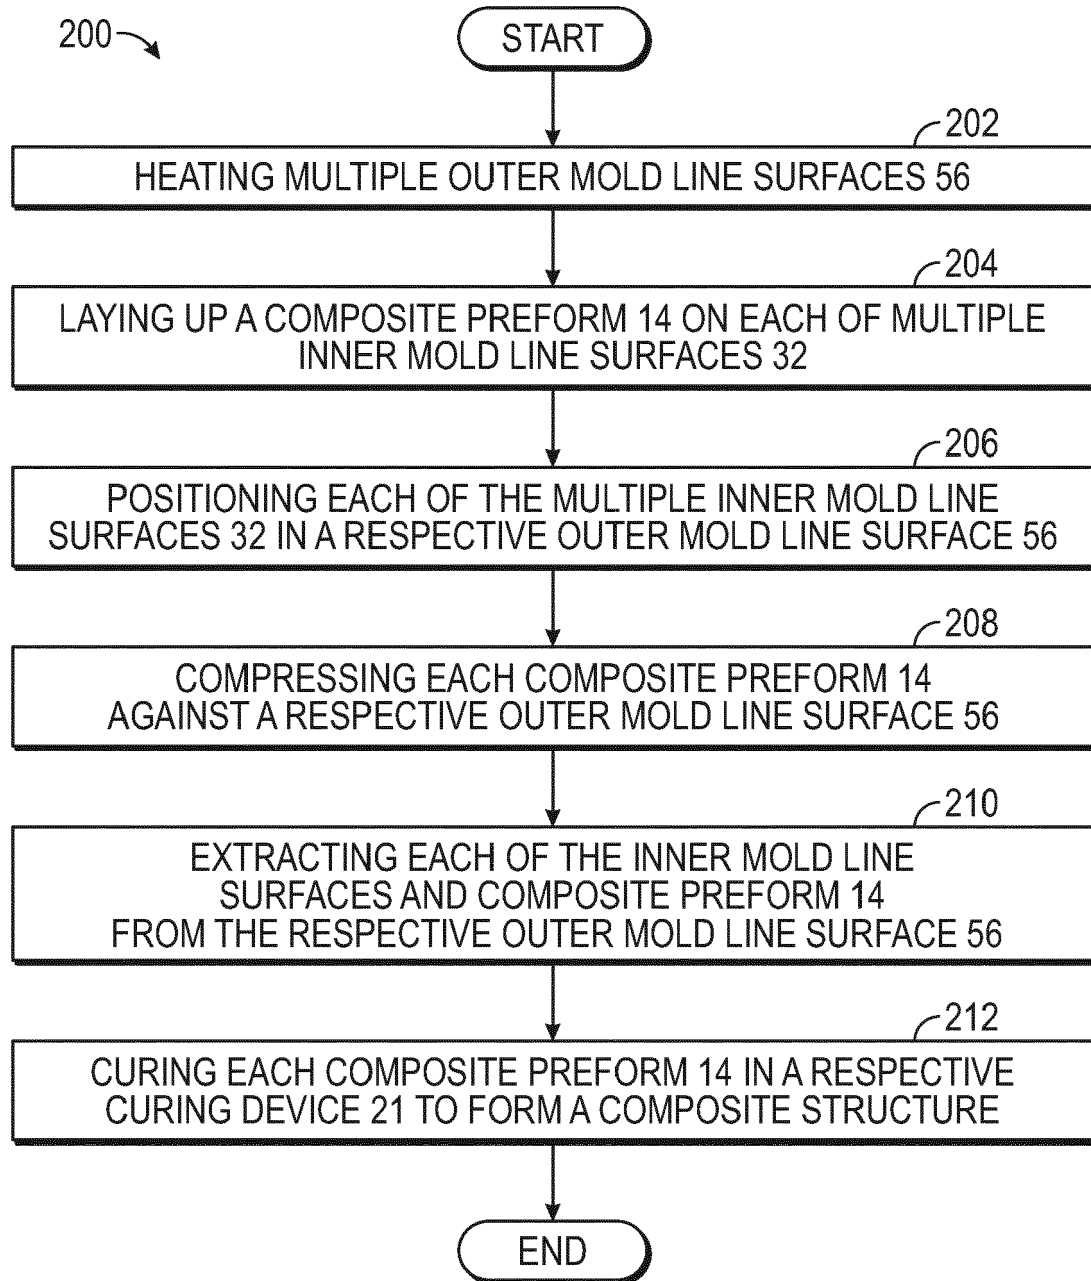 200
START
202
HEATING MULTIPLE OUTER MOLD LINE SURFACES 56
204
LAYING UP A COMPOSITE PREFORM 14 ON EACH OF MULTIPLE
INNER MOLD LINE SURFACES 32
206
POSITIONING EACH OF THE MULTIPLE INNER MOLD LINE
SURFACES 32 IN A RESPECTIVE OUTER MOLD LINE SURFACE 56
208
COMPRESSING EACH COMPOSITE PREFORM 14
AGAINST A RESPECTIVE OUTER MOLD LINE SURFACE 56
210
EXTRACTING EACH OF THE INNER MOLD LINE
SURFACES AND COMPOSITE PREFORM 14
FROM THE RESPECTIVE OUTER MOLD LINE SURFACE 56
212
CURING EACH COMPOSITE PREFORM 14 IN A RESPECTIVE
CURING DEVICE 21 TO FORM A COMPOSITE STRUCTURE
END